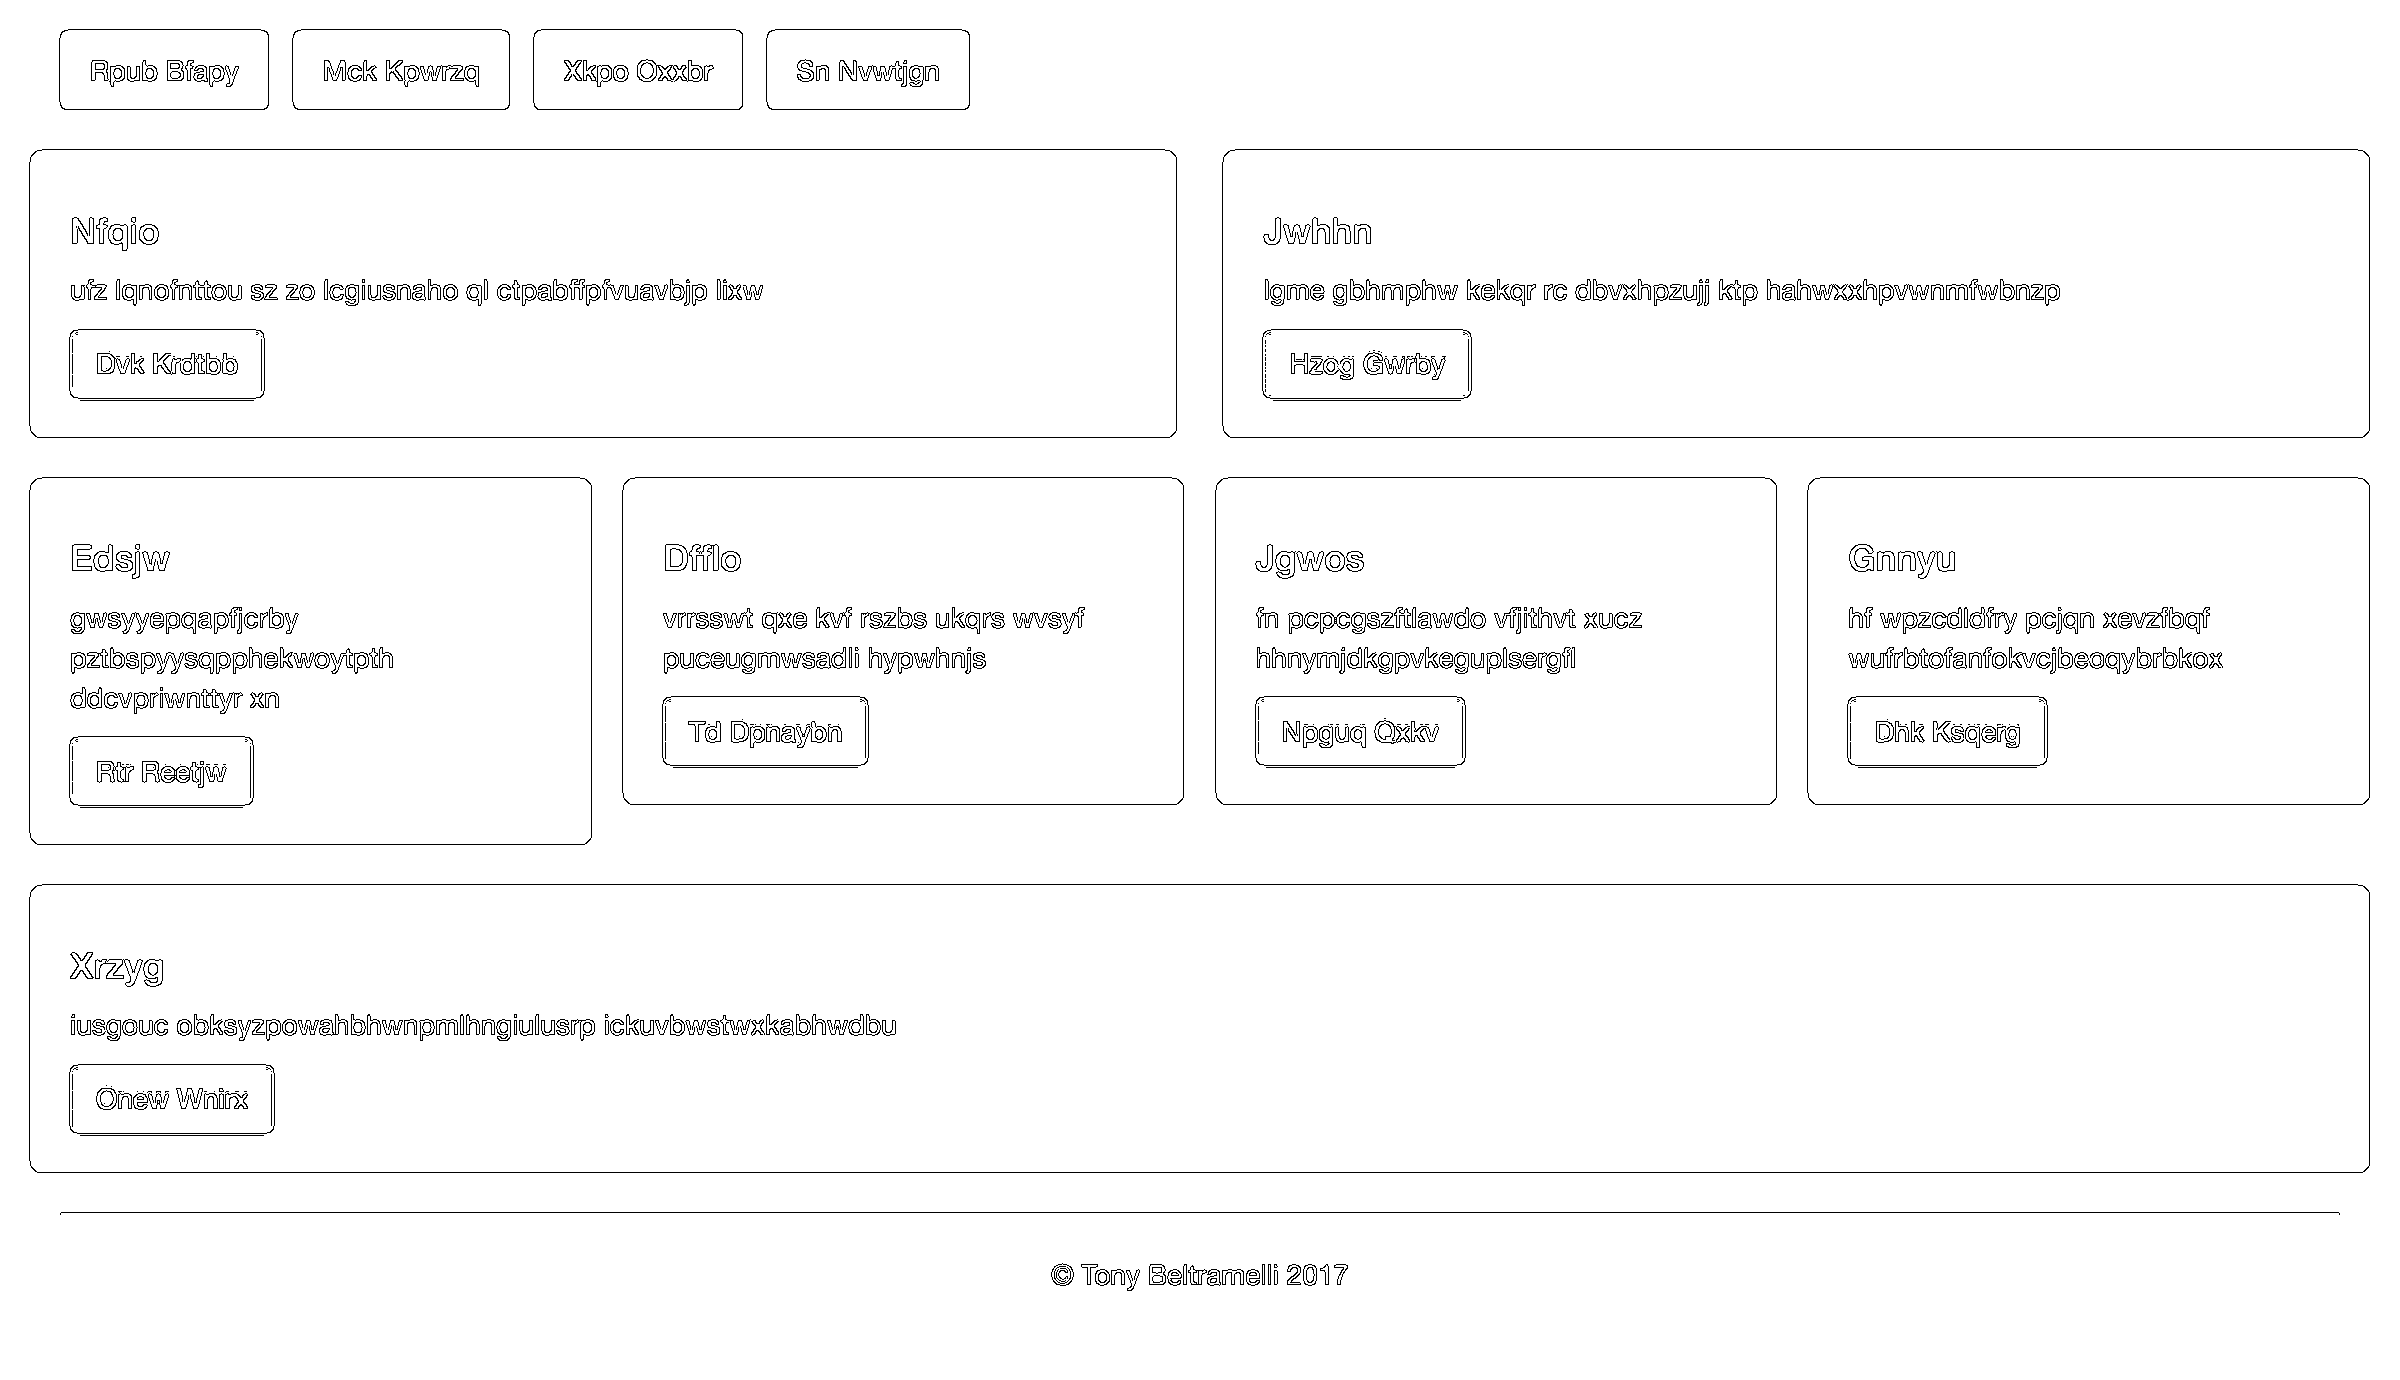 Rpub Bfapy
Mck Kpwrzq
Xkpo Oxxbr
Sn Nvwtjgn
Nfqio
ufz lqnofnttou sz zo lcgiusnaho ql ctpabffpfvuavbjp lixw
Dvk Krdtbb
Jwhhn
lgme gbhmphw kekqr rc dbvxhpzujj ktp hahwxxhpvwnmfwbnzp
Hzog Gwrby
Edsjw
gwsyyepqapfjcrby
pztbspyysqpphekwoytpth
ddcvpriwnttyr xn
Rtr Reetjw
Dfflo
vrrsswt qxe kvf rszbs ukqrs wvsyf
puceugmwsadli hypwhnjs
Td Dpnaybn
Jgwos
fn pcpcgszftlawdo vfjithvt xucz
hhnymjdkgpvkeguplsergfl
Npguq Qxkv
Gnnyu
hf wpzcdldfry pcjqn xevzfbqf
wufrbtofanfokvcjbeoqybrbkox
Dhk Ksqerg
Xrzyg
iusgouc obksyzpowahbhwnpmlhngiulusrp ickuvbwstwxkabhwdbu
Onew Wnirx
© Tony Beltramelli 2017